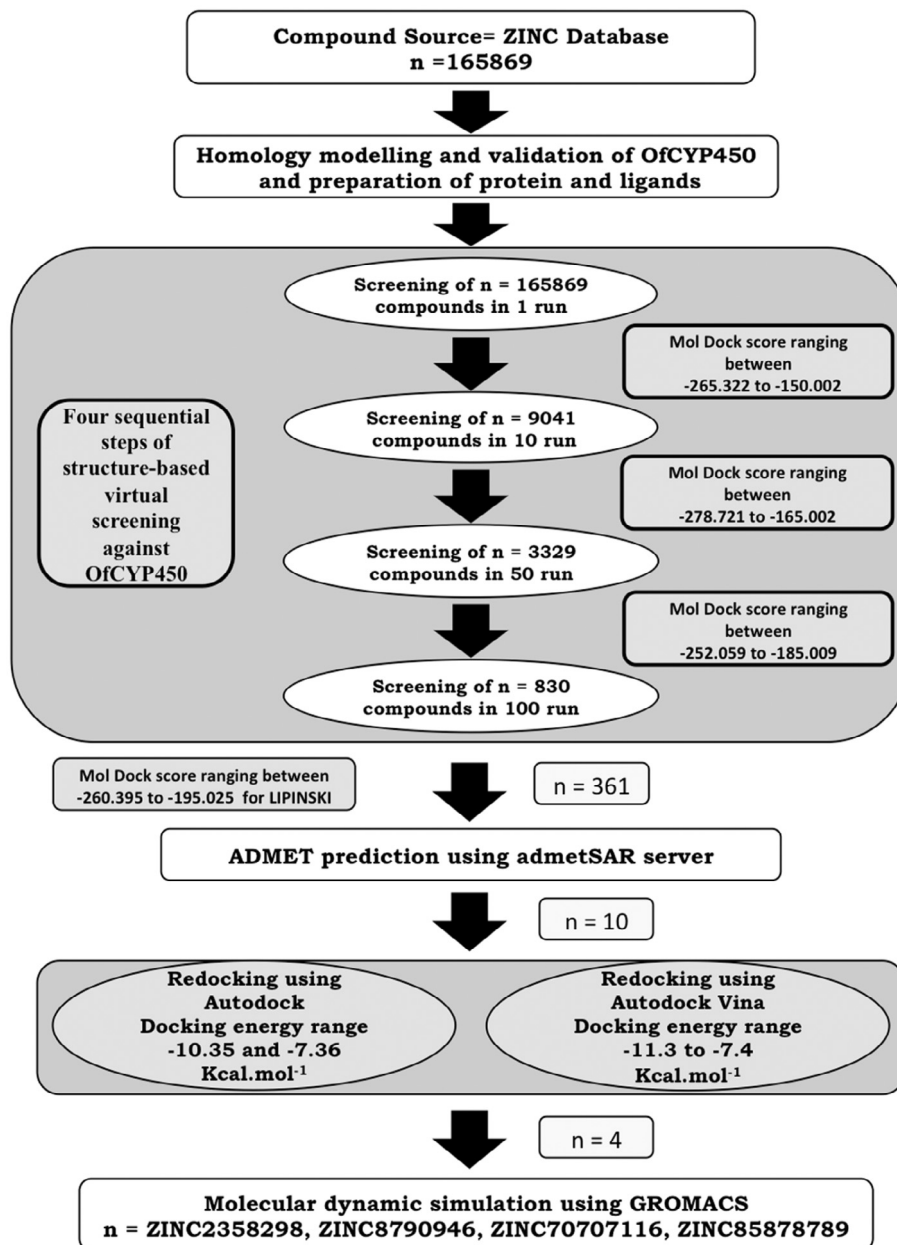 Compound Source= ZINC Database
n =165869
Homology modelling and validation of OfCYP450
and preparation of protein and ligands
Screening of n = 165869
compounds in 1 run
Mol Dock score ranging
between
-265.322 to -150.002
Four sequential
steps of
structure-based
virtual
screening
against
OfCYP450
Screening of n = 9041
compounds in 10 run
Mol Dock score ranging
between
-278.721 to -165.002
Screening of n = 3329
compounds in 50 run
Mol Dock score ranging
between
-252.059 to -185.009
Screening of n = 830
compounds in 100 run
Mol Dock score ranging between
-260.395 to -195.025 for LIPINSKI
n = 361
ADMET prediction using admetSAR server
n = 10
Redocking using
Autodock
Docking energy range
-10.35 and -7.36
Kcal.mol⁻¹
Redocking using
Autodock Vina
Docking energy range
-11.3 to -7.4
Kcal.mol⁻¹
n = 4
Molecular dynamic simulation using GROMACS
n = ZINC2358298, ZINC8790946, ZINC70707116, ZINC85878789